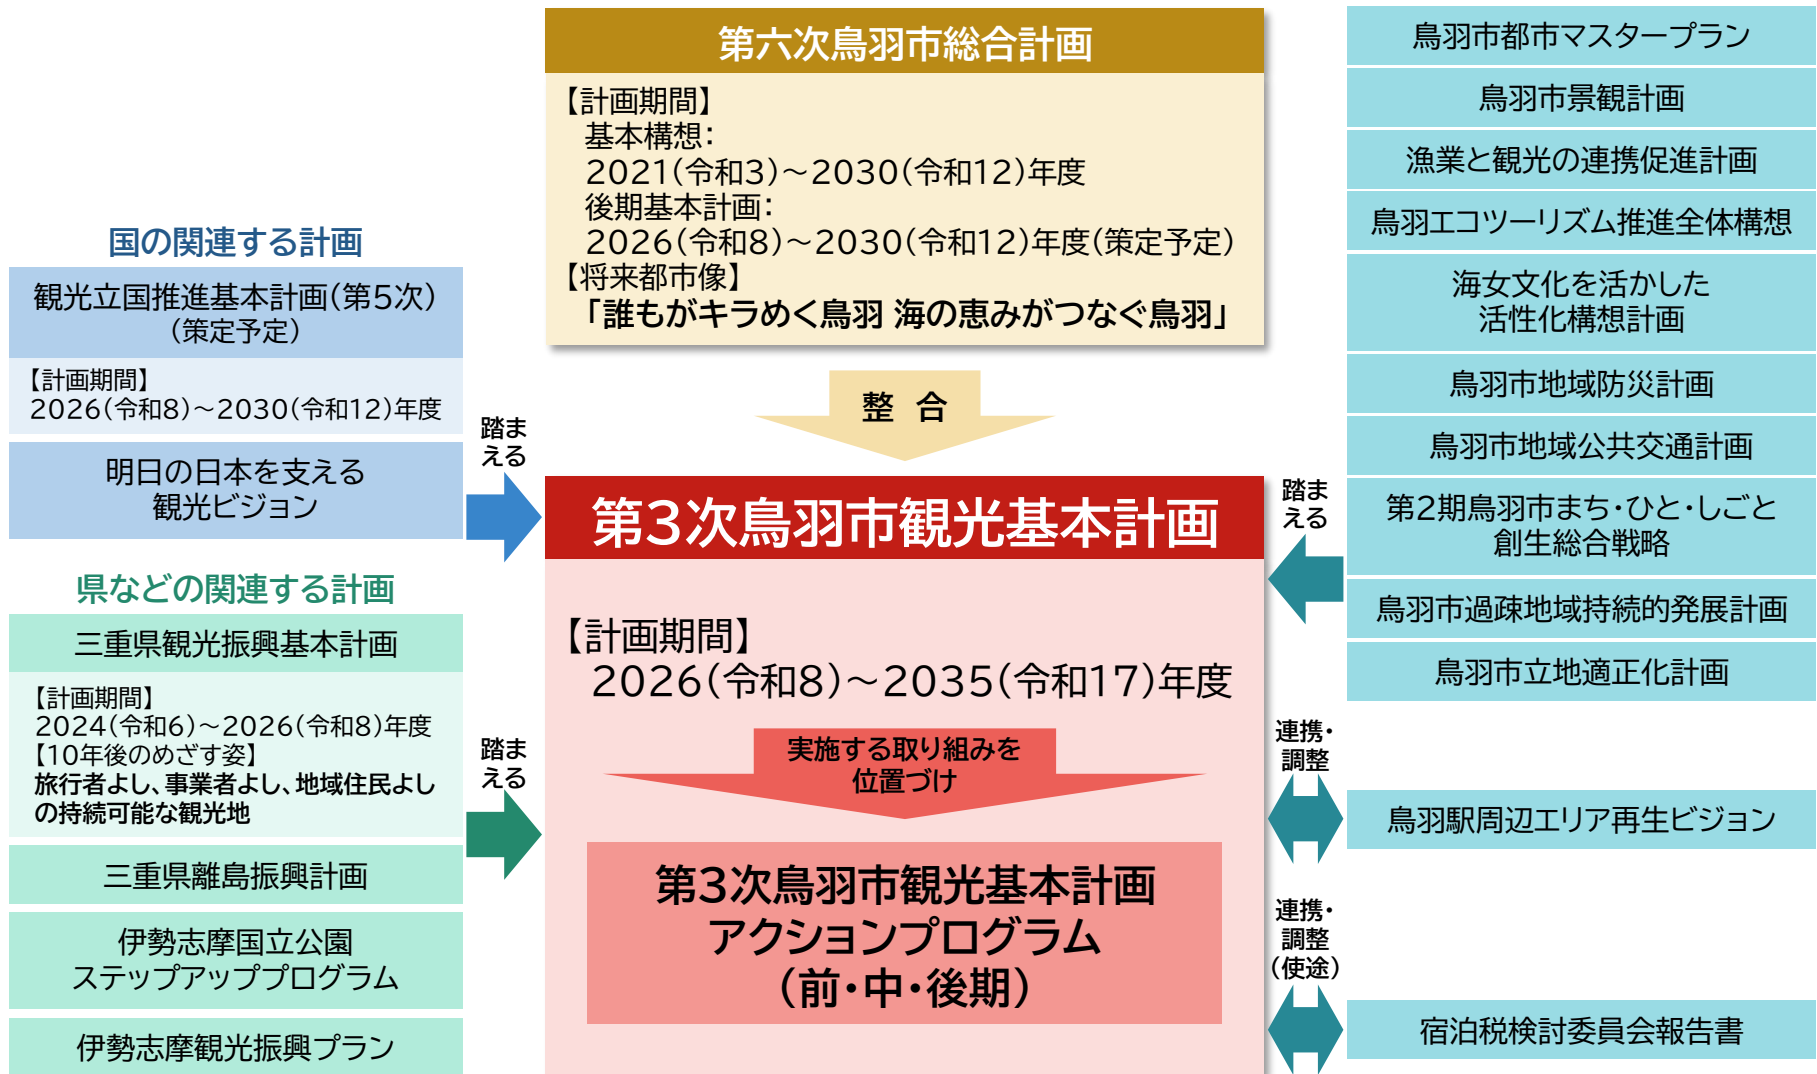 第六次鳥羽市総合計画
【計画期間】
基本構想：
2021(令和3)～2030(令和12)年度
後期基本計画：
2026(令和8)～2030(令和12)年度(策定予定)
【将来都市像】
「誰もがキラめく鳥羽 海の恵みがつなぐ鳥羽」
整 合
国の関連する計画
観光立国推進基本計画(第5次)
(策定予定)
【計画期間】
2026(令和8)～2030(令和12)年度
明日の日本を支える
観光ビジョン
踏ま
える
県などの関連する計画
三重県観光振興基本計画
【計画期間】
2024(令和6)～2026(令和8)年度
【10年後のめざす姿】
旅行者よし、事業者よし、地域住民よし
の持続可能な観光地
三重県離島振興計画
伊勢志摩国立公園
ステップアッププログラム
伊勢志摩観光振興プラン
踏ま
える
第3次鳥羽市観光基本計画
【計画期間】
2026(令和8)～2035(令和17)年度
実施する取り組みを
位置づけ
第3次鳥羽市観光基本計画
アクションプログラム
(前・中・後期)
鳥羽市都市マスタープラン
鳥羽市景観計画
漁業と観光の連携促進計画
鳥羽エコツーリズム推進全体構想
海女文化を活かした
活性化構想計画
鳥羽市地域防災計画
鳥羽市地域公共交通計画
第2期鳥羽市まち・ひと・しごと
創生総合戦略
鳥羽市過疎地域持続的発展計画
鳥羽市立地適正化計画
踏ま
える
連携・
調整
鳥羽駅周辺エリア再生ビジョン
連携・
調整
(使途)
宿泊税検討委員会報告書